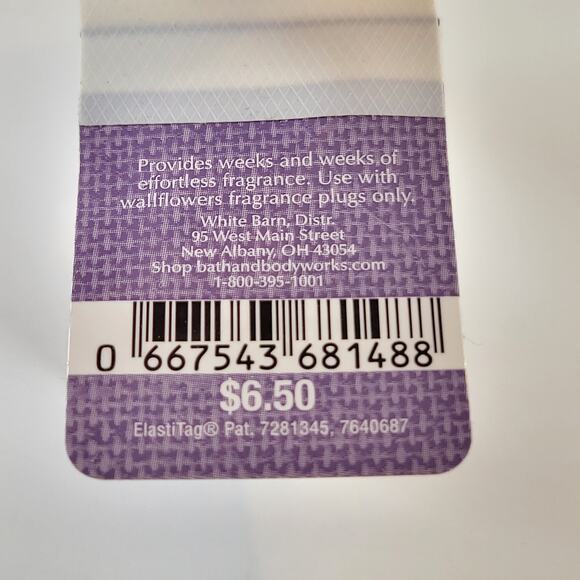 Provides weeks and weeks of
effortless fragrance. Use with
wallflowers fragrance plugs only.
White Barn, Distr.
95 West Main Street
New Albany, OH 43054
Shop bathandbodyworks.com
1-800-395-1001
0 667543 681488
$6.50
ElastiTag® Pat. 7281345, 7640687